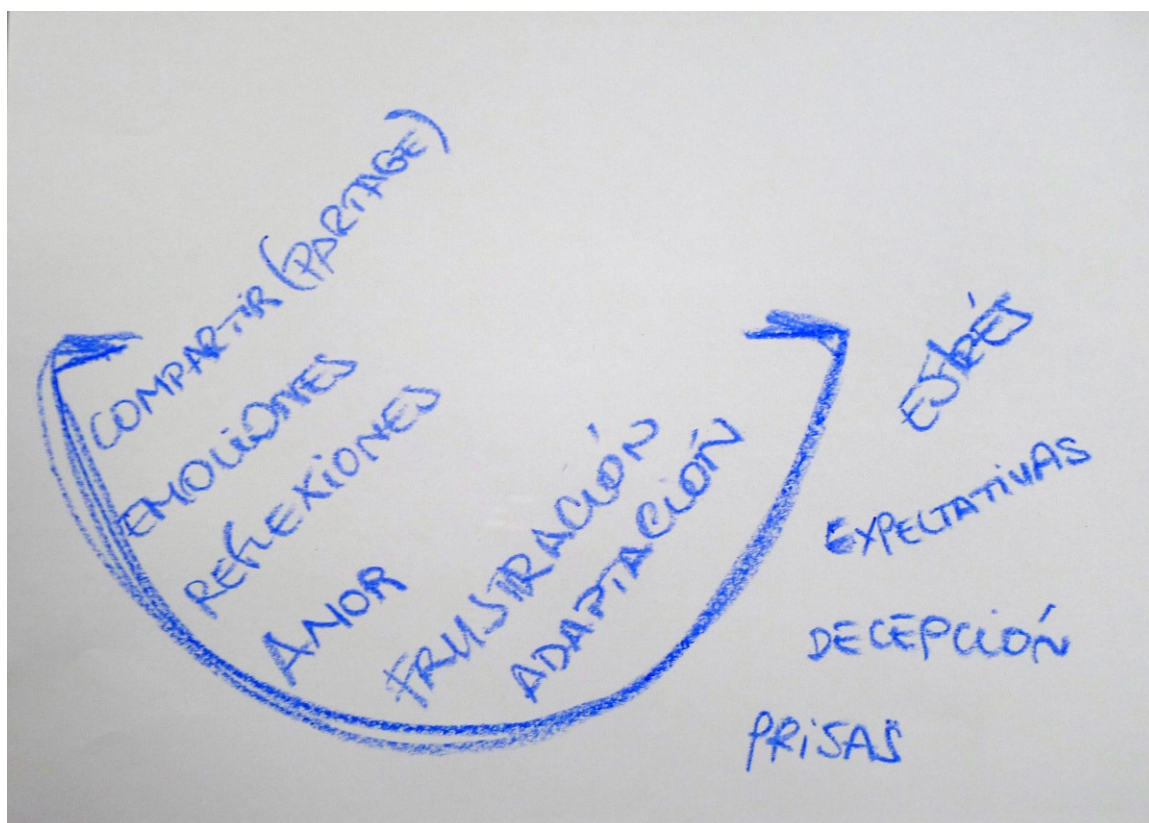 COMPARTIR (PARTAGE)
EMOCIONES
REFLEXIONES
AMOR
FRUSTRACIÓN
ADAPTACIÓN
ESTRÉS
EXPECTATIVAS
DECEPCIÓN
PRISAS